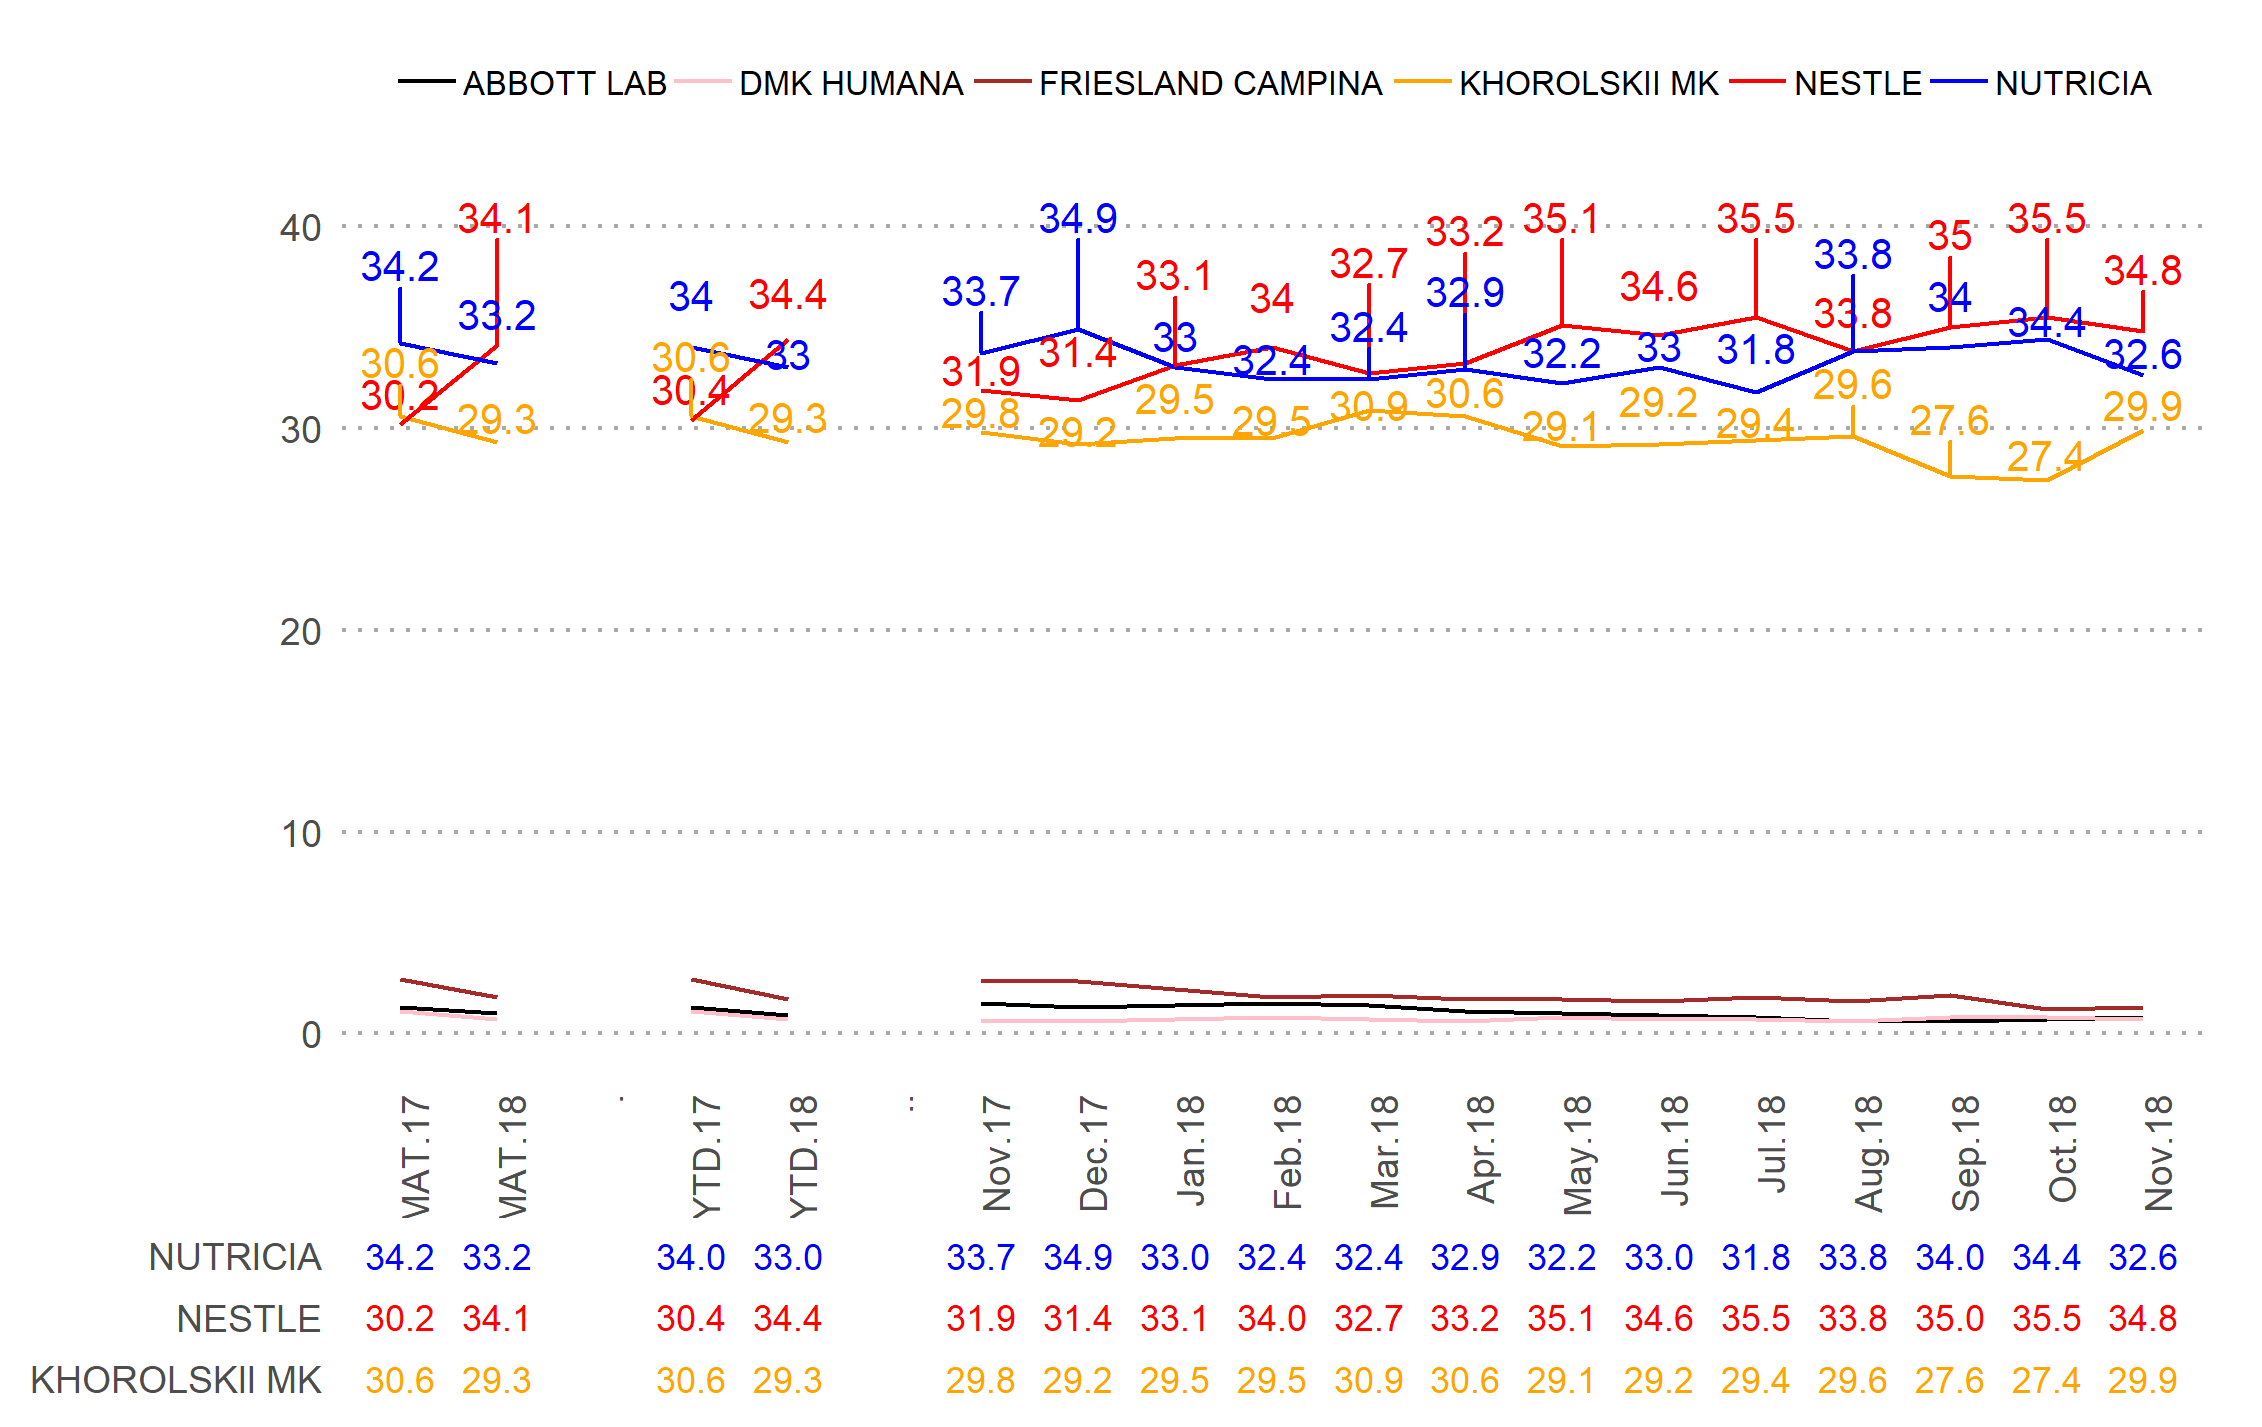 ABBOTT LAB DMK HUMANA FRIESLAND CAMPINA KHOROLSKII MK NESTLE NUTRICIA
40
30
20
10
0
34.2 33.2 34 33 33.7 34.9 33 32.4 32.4 32.9 32.2 33 31.8 33.8 34 34.4 32.6
30.2 34.1 30.4 34.4 31.9 31.4 33.1 34 32.7 33.2 35.1 34.6 35.5 33.8 35 35.5 34.8
30.6 29.3 30.6 29.3 29.8 29.2 29.5 29.5 30.9 30.6 29.1 29.2 29.4 29.6 27.6 27.4 29.9
MAT.17 MAT.18 . YTD.17 YTD.18 .. Nov.17 Dec.17 Jan.18 Feb.18 Mar.18 Apr.18 May.18 Jun.18 Jul.18 Aug.18 Sep.18 Oct.18 Nov.18
NUTRICIA 34.2 33.2 34.0 33.0 33.7 34.9 33.0 32.4 32.4 32.9 32.2 33.0 31.8 33.8 34.0 34.4 32.6
NESTLE 30.2 34.1 30.4 34.4 31.9 31.4 33.1 34.0 32.7 33.2 35.1 34.6 35.5 33.8 35.0 35.5 34.8
KHOROLSKII MK 30.6 29.3 30.6 29.3 29.8 29.2 29.5 29.5 30.9 30.6 29.1 29.2 29.4 29.6 27.6 27.4 29.9